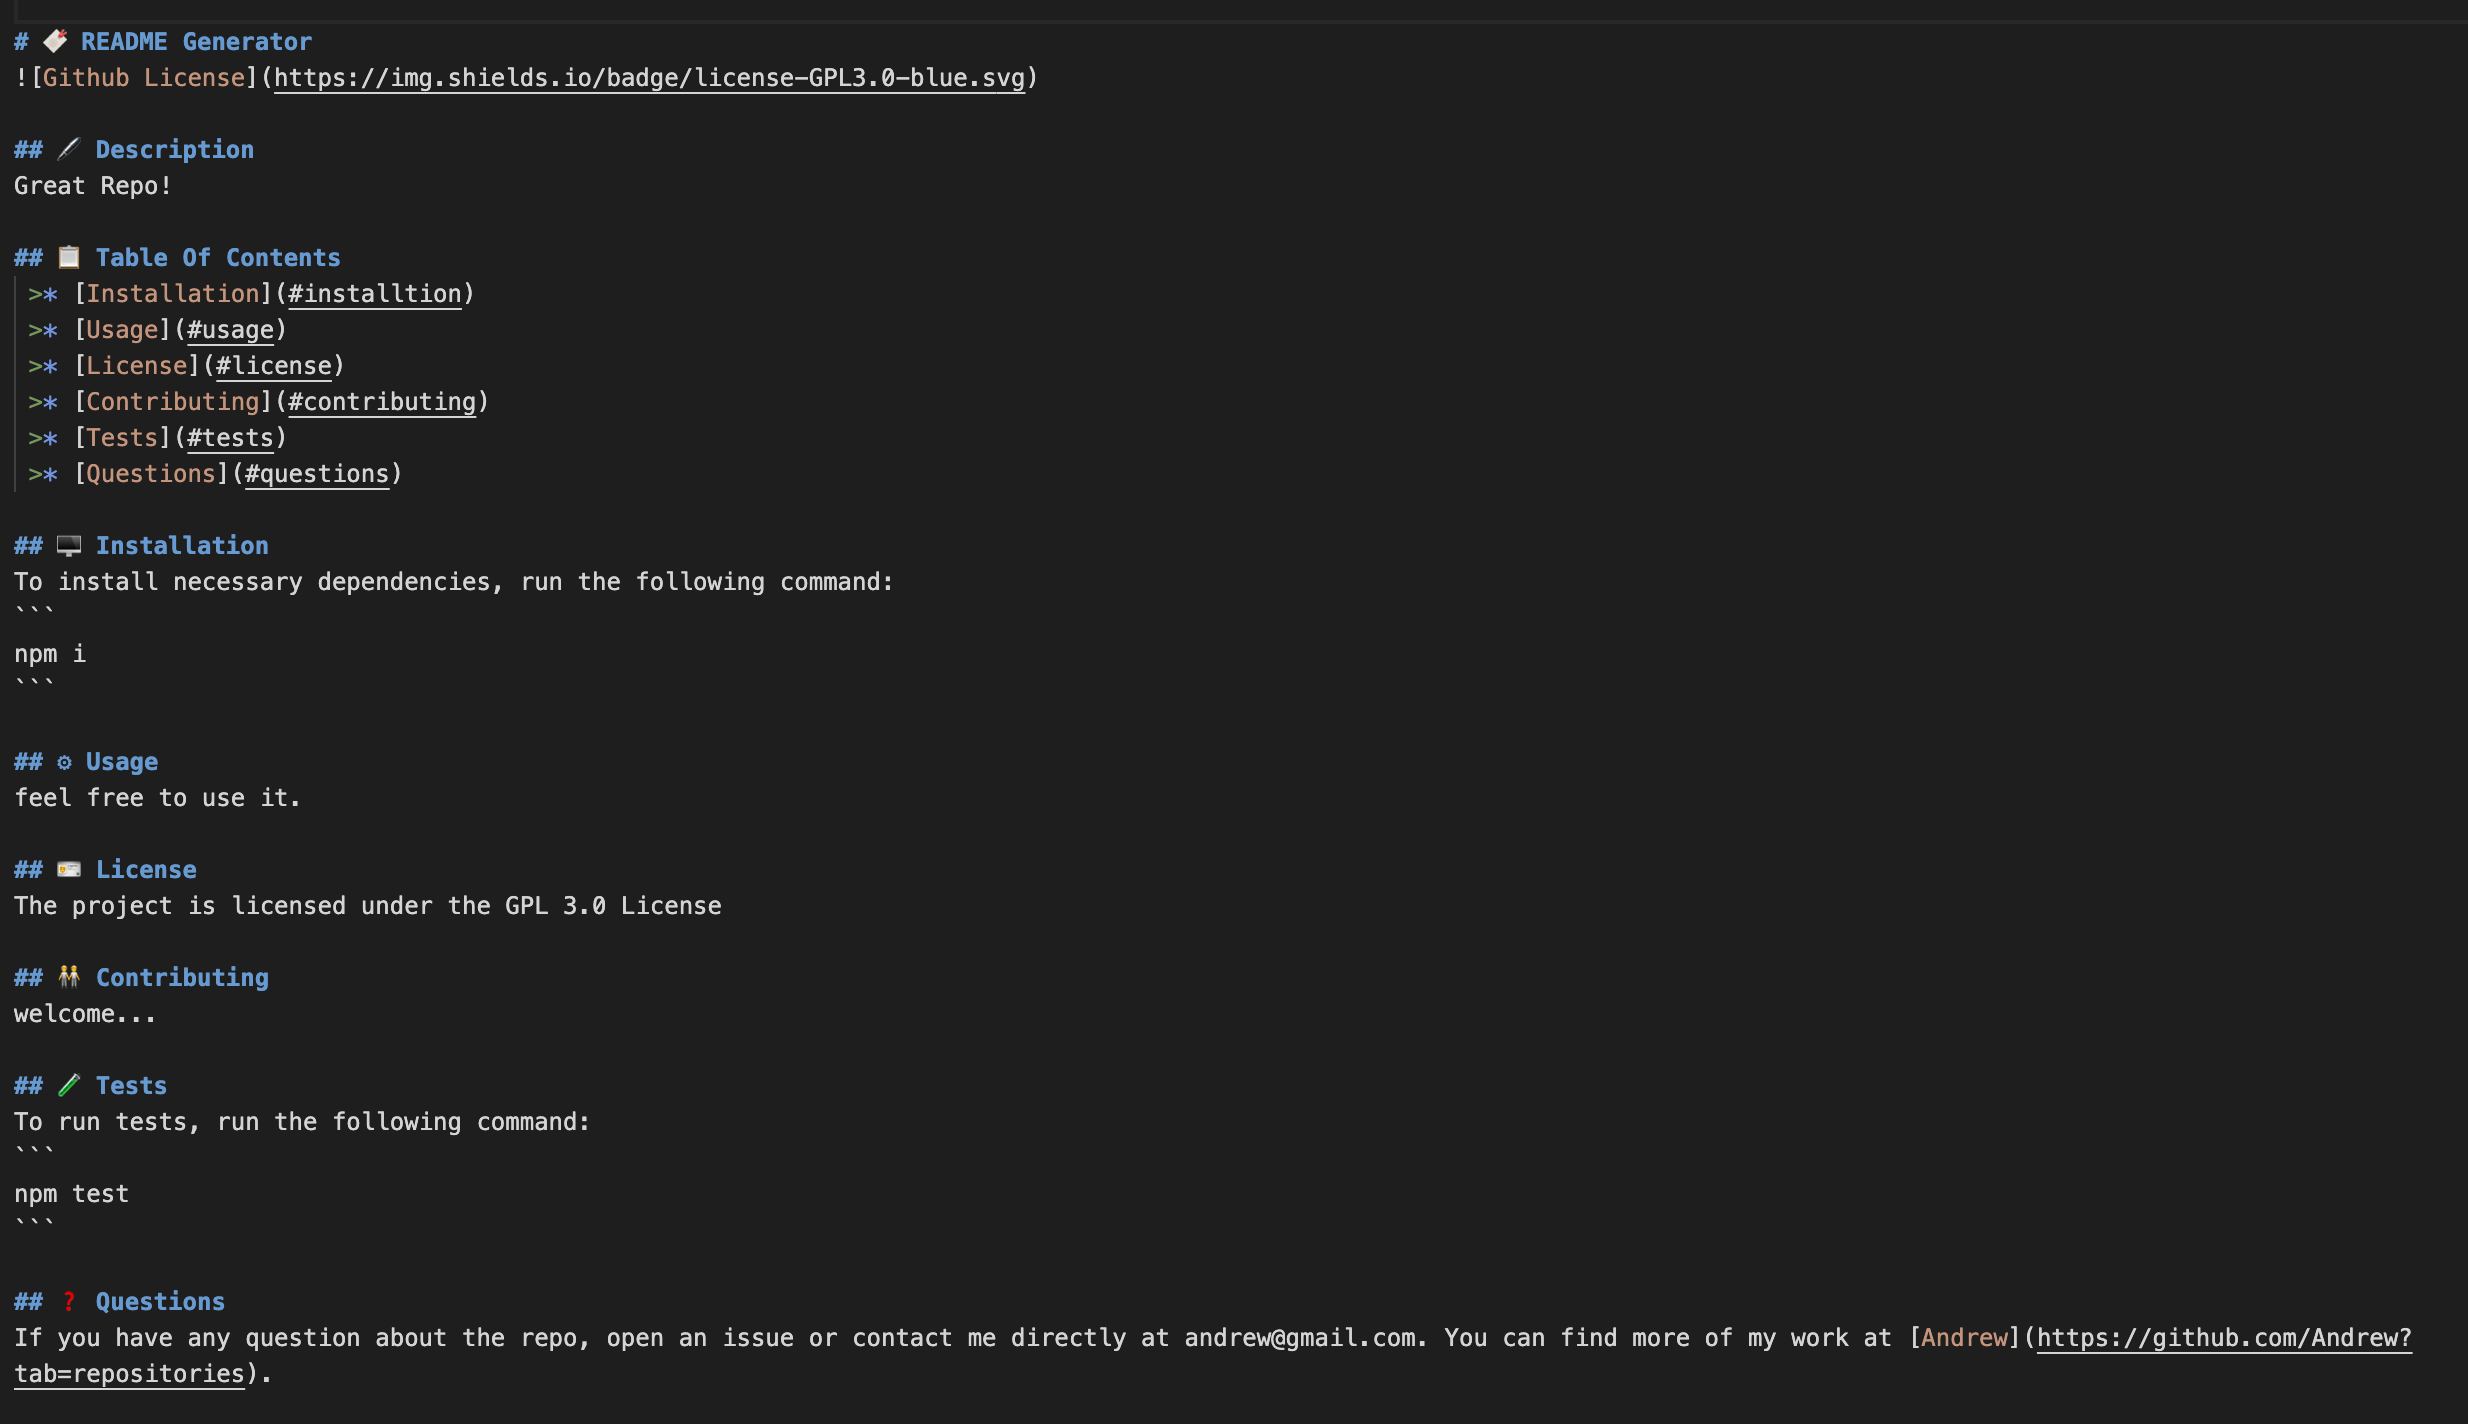 # 🏷 README Generator
![Github License](https://img.shields.io/badge/license-GPL3.0-blue.svg)
## 🖋 Description
Great Repo!
## 📋 Table Of Contents
>* [Installation](#installtion)
>* [Usage](#usage)
>* [License](#license)
>* [Contributing](#contributing)
>* [Tests](#tests)
>* [Questions](#questions)
## 🖥 Installation
To install necessary dependencies, run the following command:
```
npm i
```
## ⚙ Usage
feel free to use it.
## 🪪 License
The project is licensed under the GPL 3.0 License
## 🧑‍🤝‍🧑 Contributing
welcome...
## 🧪 Tests
To run tests, run the following command:
```
npm test
```
## ❓ Questions
If you have any question about the repo, open an issue or contact me directly at andrew@gmail.com. You can find more of my work at [Andrew](https://github.com/Andrew?
tab=repositories).